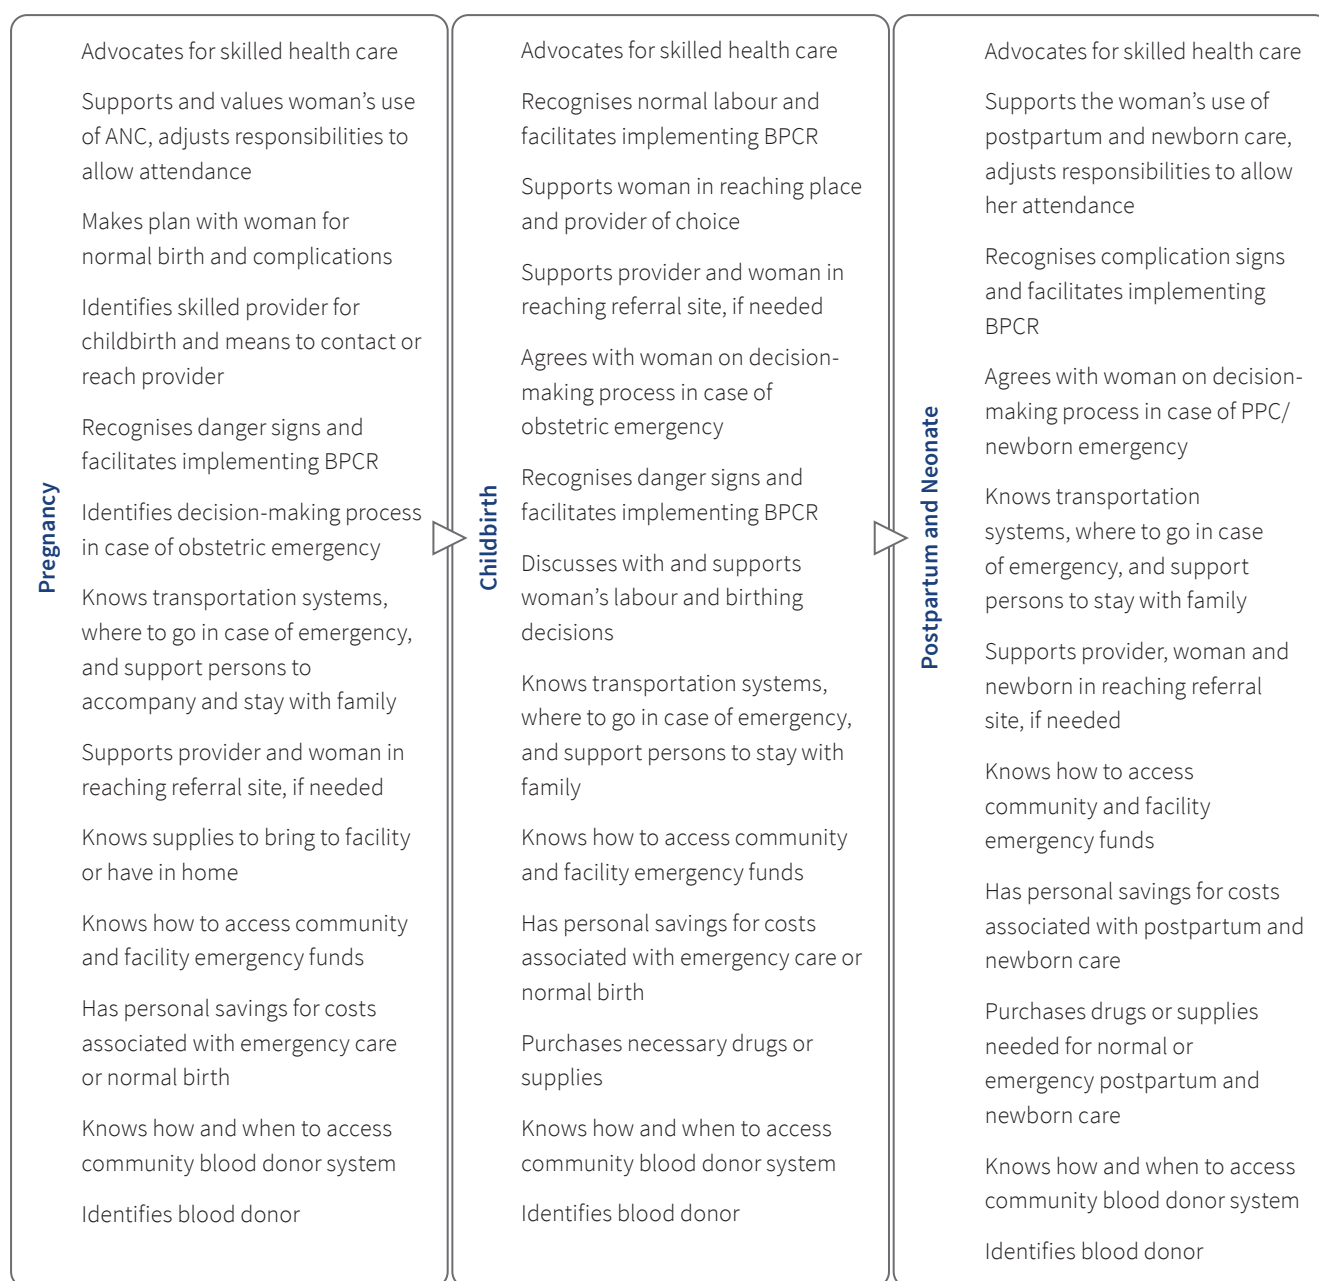 Pregnancy
Advocates for skilled health care
Supports and values woman’s use
of ANC, adjusts responsibilities to
allow attendance
Makes plan with woman for
normal birth and complications
Identifies skilled provider for
childbirth and means to contact or
reach provider
Recognises danger signs and
facilitates implementing BPCR
Identifies decision-making process
in case of obstetric emergency
Knows transportation systems,
where to go in case of emergency,
and support persons to
accompany and stay with family
Supports provider and woman in
reaching referral site, if needed
Knows supplies to bring to facility
or have in home
Knows how to access community
and facility emergency funds
Has personal savings for costs
associated with emergency care
or normal birth
Knows how and when to access
community blood donor system
Identifies blood donor
Childbirth
Advocates for skilled health care
Recognises normal labour and
facilitates implementing BPCR
Supports woman in reaching place
and provider of choice
Supports provider and woman in
reaching referral site, if needed
Agrees with woman on decision-
making process in case of
obstetric emergency
Recognises danger signs and
facilitates implementing BPCR
Discusses with and supports
woman’s labour and birthing
decisions
Knows transportation systems,
where to go in case of emergency,
and support persons to stay with
family
Knows how to access community
and facility emergency funds
Has personal savings for costs
associated with emergency care or
normal birth
Purchases necessary drugs or
supplies
Knows how and when to access
community blood donor system
Identifies blood donor
Postpartum and Neonate
Advocates for skilled health care
Supports the woman’s use of
postpartum and newborn care,
adjusts responsibilities to allow
her attendance
Recognises complication signs
and facilitates implementing
BPCR
Agrees with woman on decision-
making process in case of PPC/
newborn emergency
Knows transportation
systems, where to go in case
of emergency, and support
persons to stay with family
Supports provider, woman and
newborn in reaching referral
site, if needed
Knows how to access
community and facility
emergency funds
Has personal savings for costs
associated with postpartum and
newborn care
Purchases drugs or supplies
needed for normal or
emergency postpartum and
newborn care
Knows how and when to access
community blood donor system
Identifies blood donor